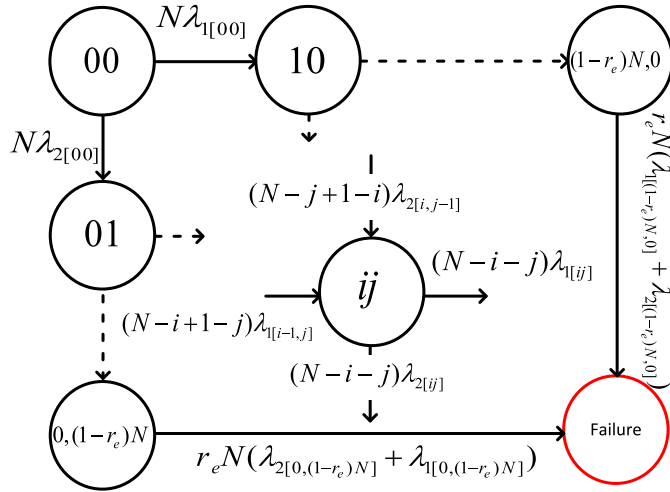 Nλ1[00]
00
10
(1-re)N,0
Nλ2[00]
reN(λ1[(1-re)N,0] + λ2[(1-re)N,0])
(N-j+1-i)λ2[i,j-1]
01
ij
(N-i-j)λ1[ij]
(N-i+1-j)λ1[i-1,j]
(N-i-j)λ2[ij]
0,(1-re)N
Failure
reN(λ2[0,(1-re)N] + λ1[0,(1-re)N])